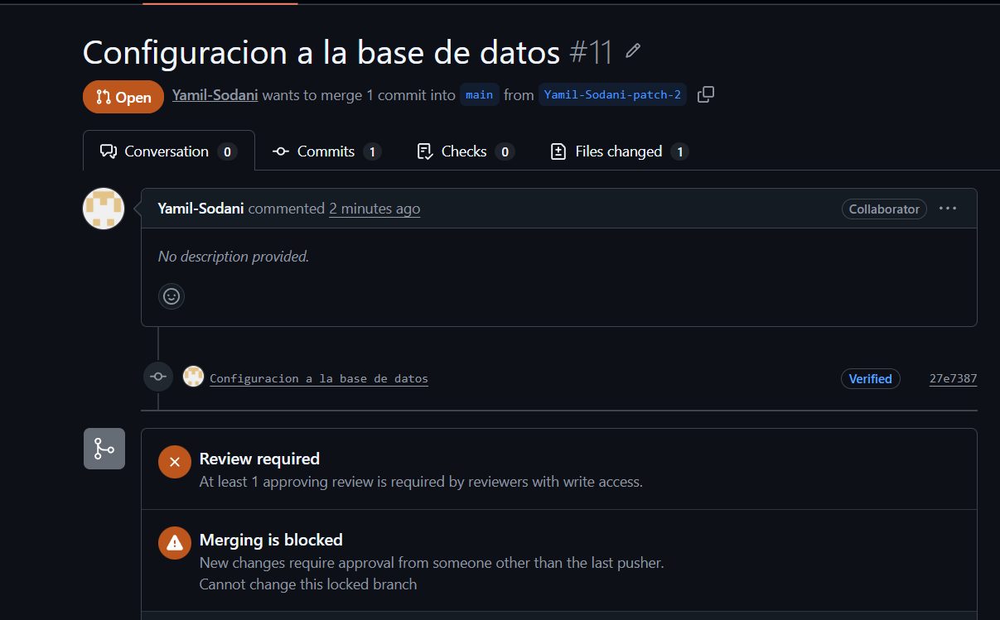 Configuracion a la base de datos #11
Open Yamil-Sodani wants to merge 1 commit into main from Yamil-Sodani-patch-2
Conversation 0 Commits 1 Checks 0 Files changed 1
Yamil-Sodani commented 2 minutes ago Collaborator ...
No description provided.
Configuracion a la base de datos Verified 27e7387
Review required
At least 1 approving review is required by reviewers with write access.
Merging is blocked
New changes require approval from someone other than the last pusher.
Cannot change this locked branch